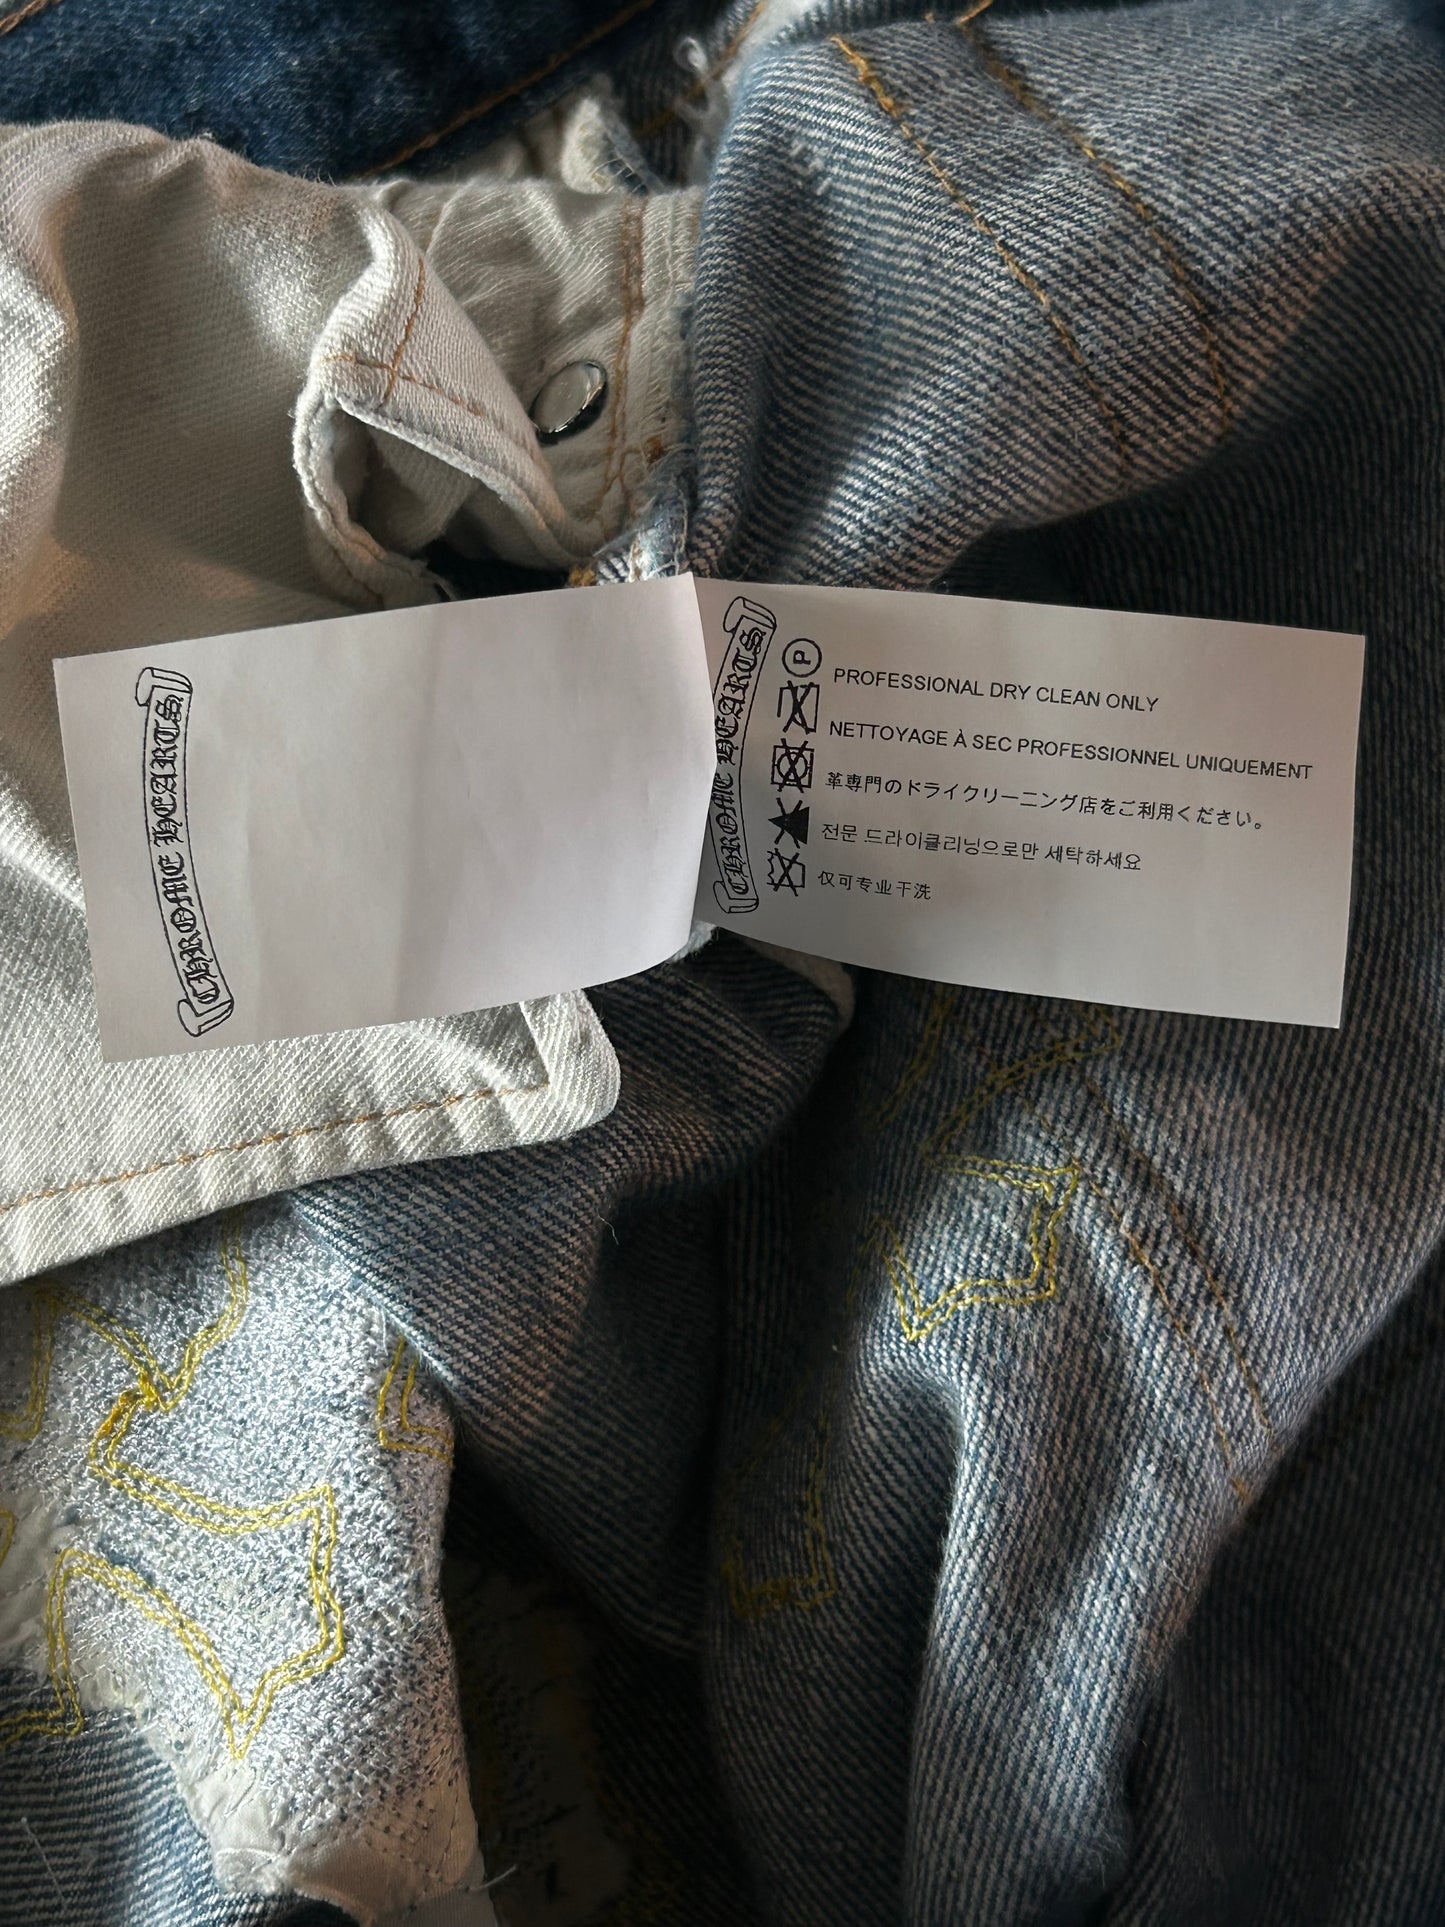 CHROME HEARTS
CHROME HEARTS
P
PROFESSIONAL DRY CLEAN ONLY
NETTOYAGE À SEC PROFESSIONNEL UNIQUEMENT
革専門のドライクリーニング店をご利用ください。
전문 드라이클리닝으로만 세탁하세요
仅可专业干洗